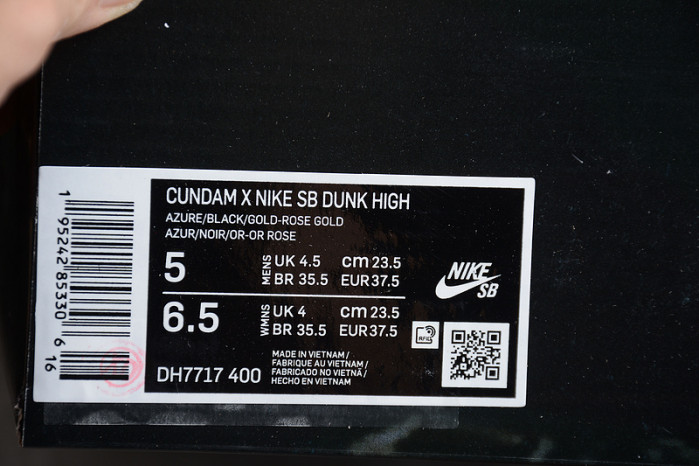 CUNDAM X NIKE SB DUNK HIGH
AZURE/BLACK/GOLD-ROSE GOLD
AZUR/NOIR/OR-OR ROSE
5 MENS UK 4.5 cm 23.5
BR 35.5 EUR 37.5
6.5 WMNS UK 4 cm 23.5
BR 35.5 EUR 37.5
NIKE
SB
RFID
DH7717 400
MADE IN VIETNAM /
FABRIQUE AU VIETNAM /
FABRICADO NO VIETNÃ /
HECHO EN VIETNAM
1 95242 85330 6 16